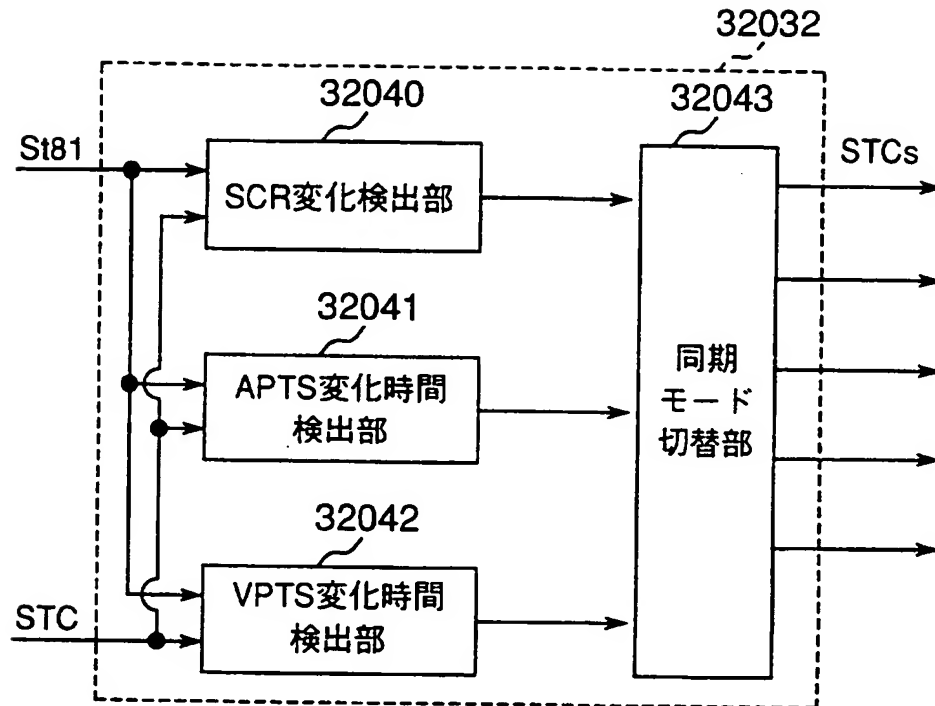 32032
32040
32043
St81
STCs
SCR変化検出部
32041
APTS変化時間
検出部
同期
モード
切替部
32042
VPTS変化時間
検出部
STC